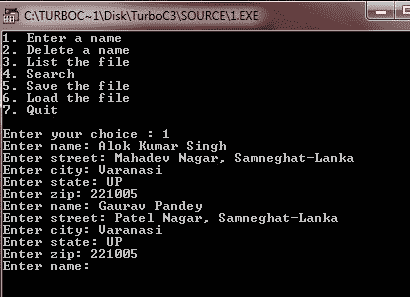 C:\TURBOC~1\Disk\TurboC3\SOURCE\1.EXE
1. Enter a name
2. Delete a name
3. List the file
4. Search
5. Save the file
6. Load the file
7. Quit
Enter your choice : 1
Enter name: Alok Kumar Singh
Enter street: Mahadev Nagar, Samneghat-Lanka
Enter city: Varanasi
Enter state: UP
Enter zip: 221005
Enter name: Gaurav Pandey
Enter street: Patel Nagar, Samneghat-Lanka
Enter city: Varanasi
Enter state: UP
Enter zip: 221005
Enter name: